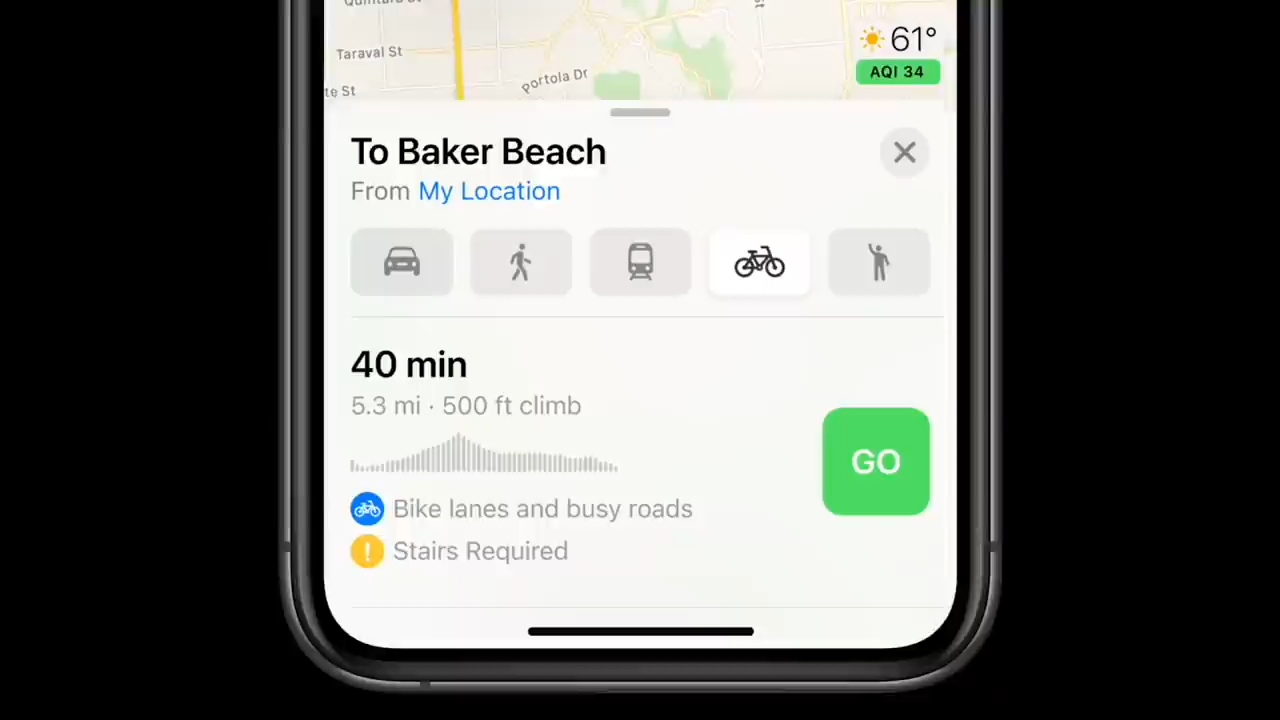 Taraval St
Portola Dr
te St
St
61°
AQI 34
To Baker Beach
From My Location
40 min
5.3 mi · 500 ft climb
GO
Bike lanes and busy roads
! Stairs Required